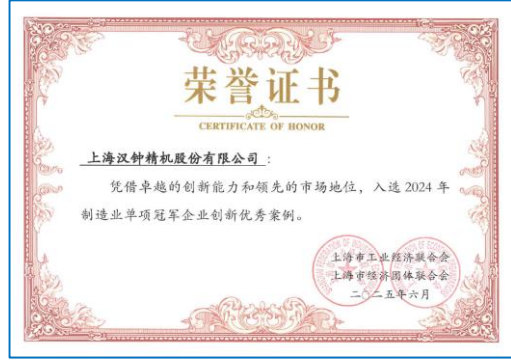 荣誉证书
CERTIFICATE OF HONOR
上海汉钟精机股份有限公司：
凭借卓越的创新能力和领先的市场地位，入选 2024 年
制造业单项冠军企业创新优秀案例。
上海市工业经济联合会
上海市经济团体联合会
二〇二五年六月